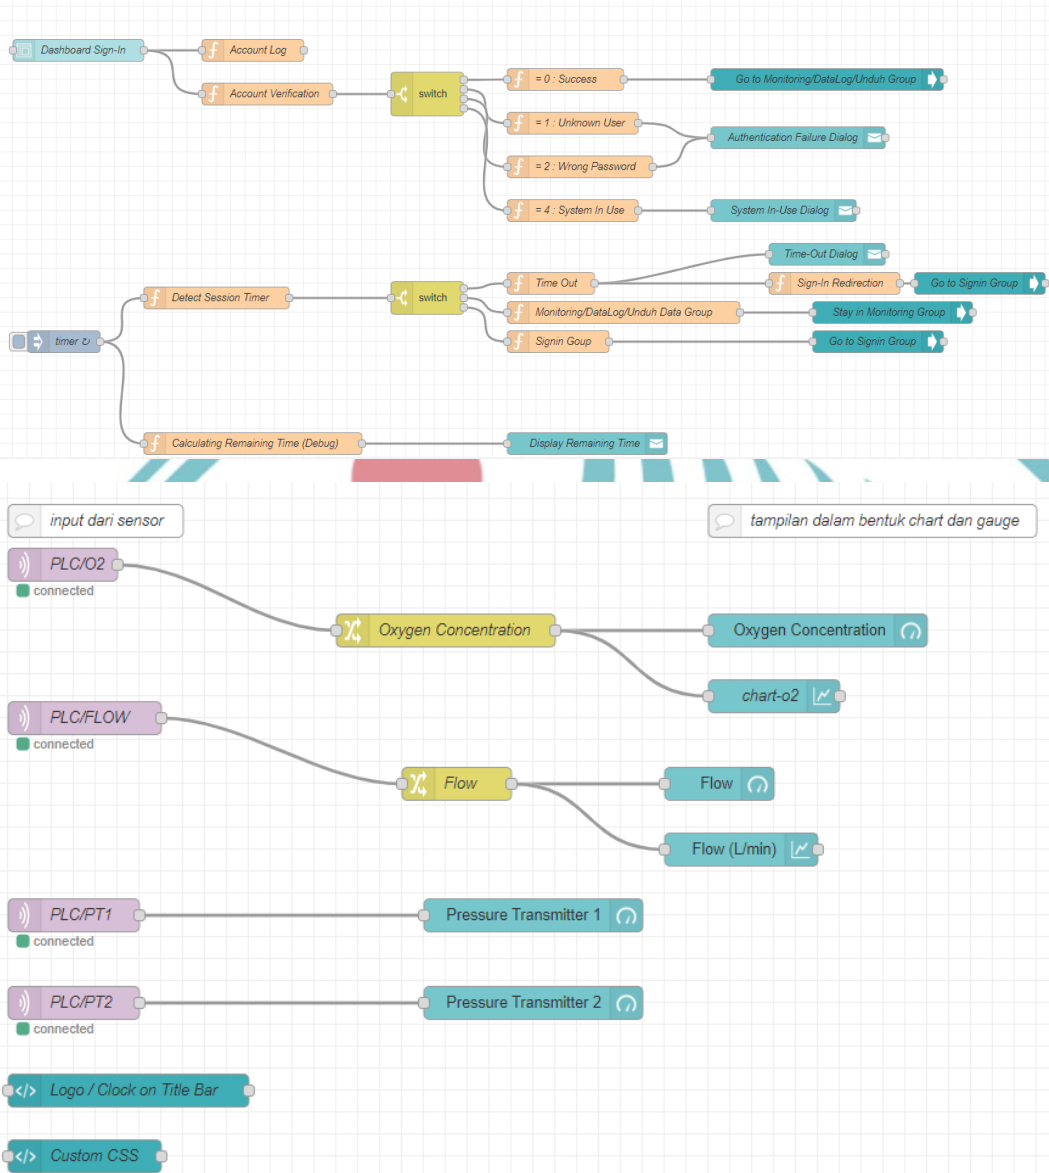 Dashboard Sign-In
Account Log
Account Verification
switch
= 0 : Success
Go to Monitoring/DataLog/Unduh Group
= 1 : Unknown User
Authentication Failure Dialog
= 2 : Wrong Password
= 4 : System In Use
System In-Use Dialog
Time-Out Dialog
Detect Session Timer
switch
Time Out
Sign-In Redirection
Go to Signin Group
Monitoring/DataLog/Unduh Data Group
Stay in Monitoring Group
timer ↻
Signin Goup
Go to Signin Group
Calculating Remaining Time (Debug)
Display Remaining Time
input dari sensor
tampilan dalam bentuk chart dan gauge
PLC/O2
connected
Oxygen Concentration
Oxygen Concentration
chart-o2
PLC/FLOW
connected
Flow
Flow
Flow (L/min)
PLC/PT1
connected
Pressure Transmitter 1
PLC/PT2
connected
Pressure Transmitter 2
Logo / Clock on Title Bar
Custom CSS